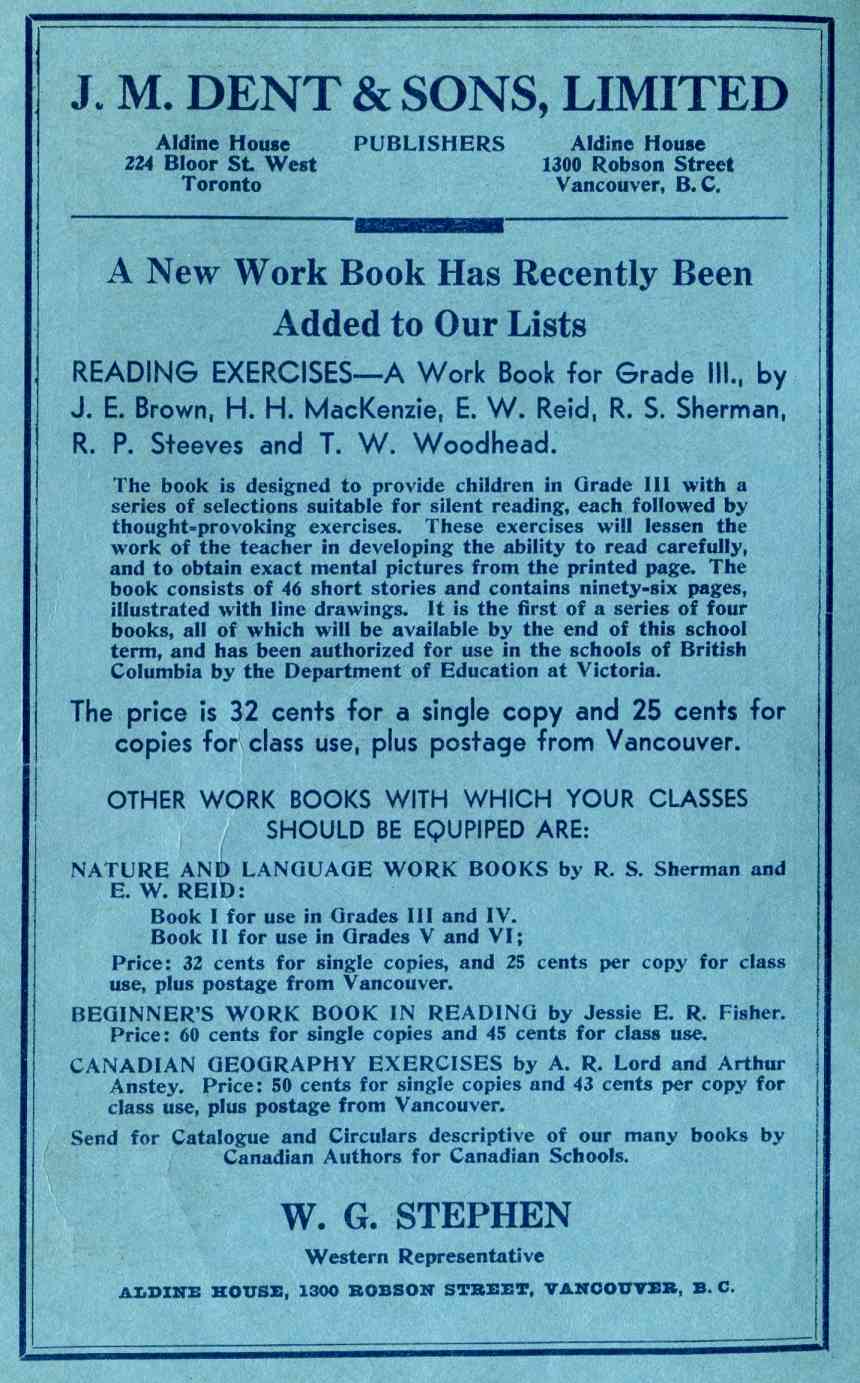 J. M. DENT & SONS, LIMITED
Aldine House PUBLISHERS Aldine House
224 Bloor St. West 1300 Robson Street
Toronto Vancouver, B. C.
A New Work Book Has Recently Been
Added to Our Lists
READING EXERCISES—A Work Book for Grade III., by
J. E. Brown, H. H. MacKenzie, E. W. Reid, R. S. Sherman,
R. P. Steeves and T. W. Woodhead.
The book is designed to provide children in Grade III with a
series of selections suitable for silent reading, each followed by
thought-provoking exercises. These exercises will lessen the
work of the teacher in developing the ability to read carefully,
and to obtain exact mental pictures from the printed page. The
book consists of 46 short stories and contains ninety-six pages,
illustrated with line drawings. It is the first of a series of four
books, all of which will be available by the end of this school
term, and has been authorized for use in the schools of British
Columbia by the Department of Education at Victoria.
The price is 32 cents for a single copy and 25 cents for
copies for class use, plus postage from Vancouver.
OTHER WORK BOOKS WITH WHICH YOUR CLASSES
SHOULD BE EQUPIPED ARE:
NATURE AND LANGUAGE WORK BOOKS by R. S. Sherman and
E. W. REID:
Book I for use in Grades III and IV.
Book II for use in Grades V and VI;
Price: 32 cents for single copies, and 25 cents per copy for class
use, plus postage from Vancouver.
BEGINNER'S WORK BOOK IN READING by Jessie E. R. Fisher.
Price: 60 cents for single copies and 45 cents for class use.
CANADIAN GEOGRAPHY EXERCISES by A. R. Lord and Arthur
Anstey. Price: 50 cents for single copies and 43 cents per copy for
class use, plus postage from Vancouver.
Send for Catalogue and Circulars descriptive of our many books by
Canadian Authors for Canadian Schools.
W. G. STEPHEN
Western Representative
ALDINE HOUSE, 1300 ROBSON STREET, VANCOUVER, B. C.